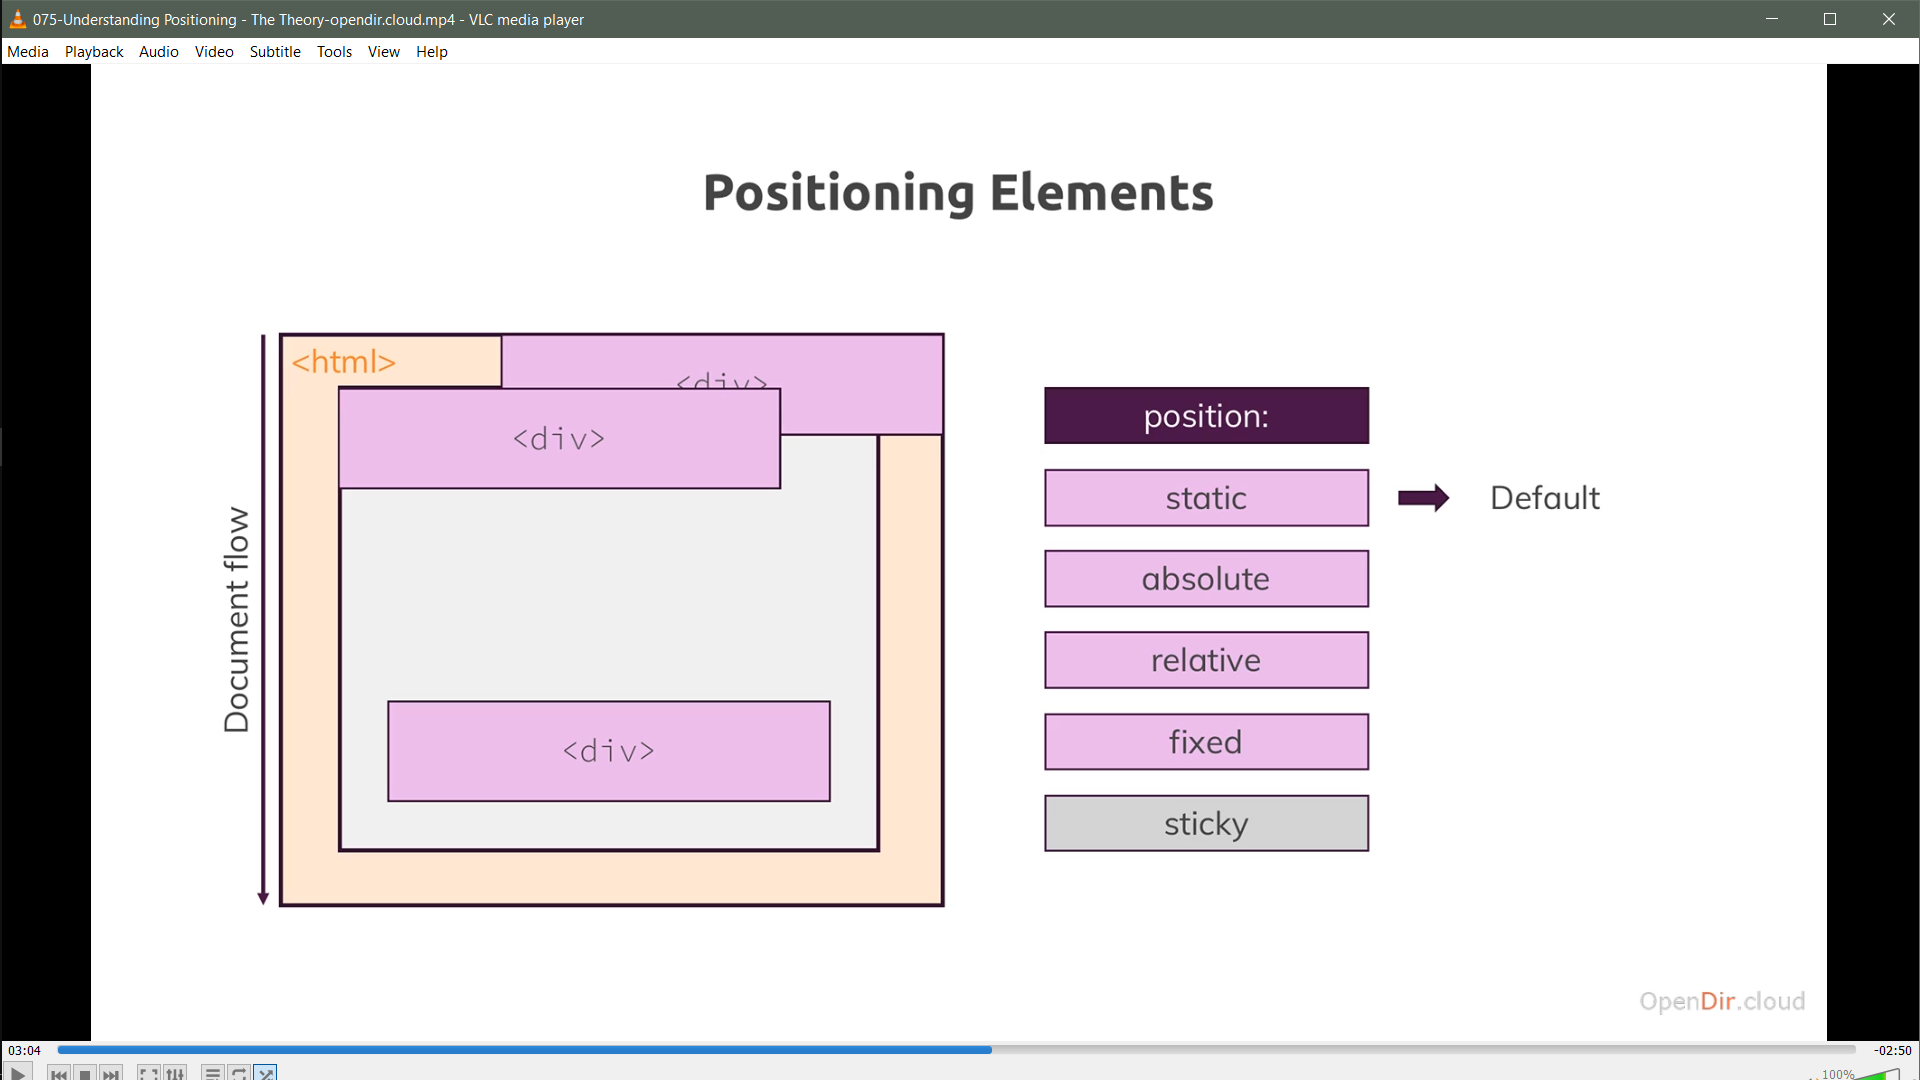 075-Understanding Positioning - The Theory-opendir.cloud.mp4 - VLC media player
Media Playback Audio Video Subtitle Tools View Help
Positioning Elements
Document flow
<html>
<div>
<div>
<div>
position:
static
Default
absolute
relative
fixed
sticky
OpenDir.cloud
03:04
-02:50
100%